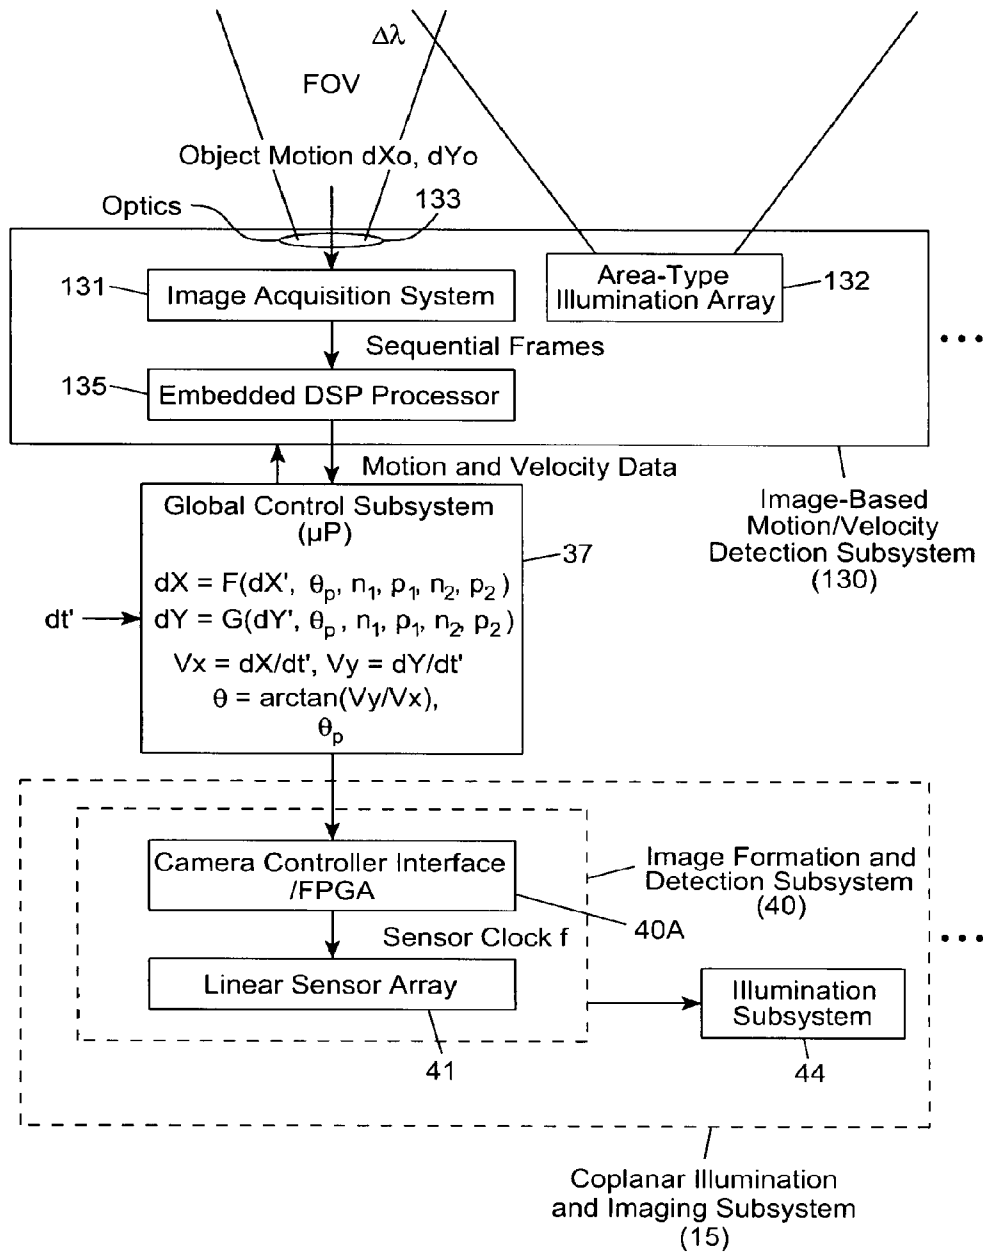 Δλ
FOV
Object Motion dXo, dYo
Optics
133
131
Image Acquisition System
Area-Type
Illumination Array
132
Sequential Frames
135
Embedded DSP Processor
Motion and Velocity Data
Image-Based
Motion/Velocity
Detection Subsystem
(130)
Global Control Subsystem
(µP)
37
dX = F(dX', θp, n1, p1, n2, p2)
dt'
dY = G(dY', θp, n1, p1, n2, p2)
Vx = dX/dt', Vy = dY/dt'
θ = arctan(Vy/Vx),
θp
Camera Controller Interface
/FPGA
Image Formation and
Detection Subsystem
(40)
40A
Sensor Clock f
Linear Sensor Array
41
Illumination
Subsystem
44
Coplanar Illumination
and Imaging Subsystem
(15)